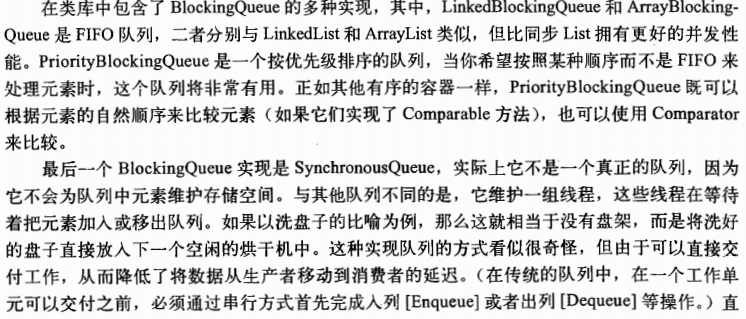 在类库中包含了 BlockingQueue 的多种实现，其中，LinkedBlockingQueue 和 ArrayBlocking-
Queue 是 FIFO 队列，二者分别与 LinkedList 和 ArrayList 类似，但比同步 List 拥有更好的并发性
能。PriorityBlockingQueue 是一个按优先级排序的队列，当你希望按照某种顺序而不是 FIFO 来
处理元素时，这个队列将非常有用。正如其他有序的容器一样，PriorityBlockingQueue 既可以
根据元素的自然顺序来比较元素（如果它们实现了 Comparable 方法），也可以使用 Comparator
来比较。
最后一个 BlockingQueue 实现是 SynchronousQueue，实际上它不是一个真正的队列，因为
它不会为队列中元素维护存储空间。与其他队列不同的是，它维护一组线程，这些线程在等待
着把元素加入或移出队列。如果以洗盘子的比喻为例，那么这就相当于没有盘架，而是将洗好
的盘子直接放入下一个空闲的烘干机中。这种实现队列的方式看似很奇怪，但由于可以直接交
付工作，从而降低了将数据从生产者移动到消费者的延迟。（在传统的队列中，在一个工作单
元可以交付之前，必须通过串行方式首先完成入列 [Enqueue] 或者出列 [Dequeue] 等操作。）直